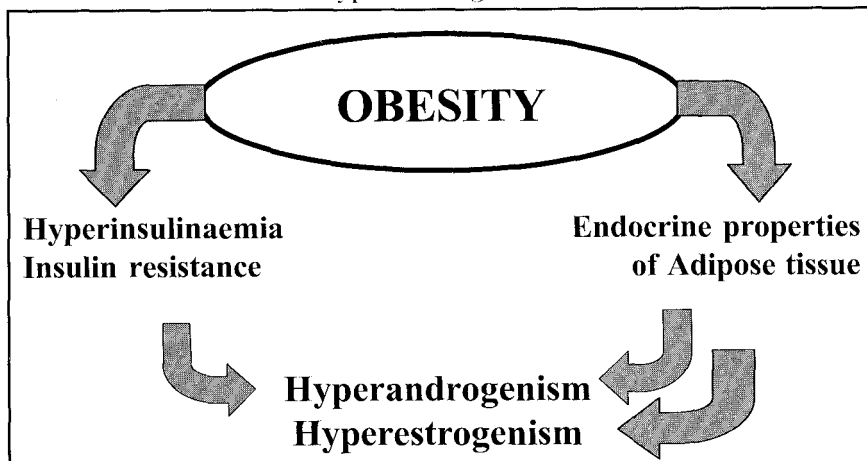 OBESITY
Hyperinsulinaemia
Insulin resistance
Endocrine properties
of Adipose tissue
Hyperandrogenism
Hyperestrogenism